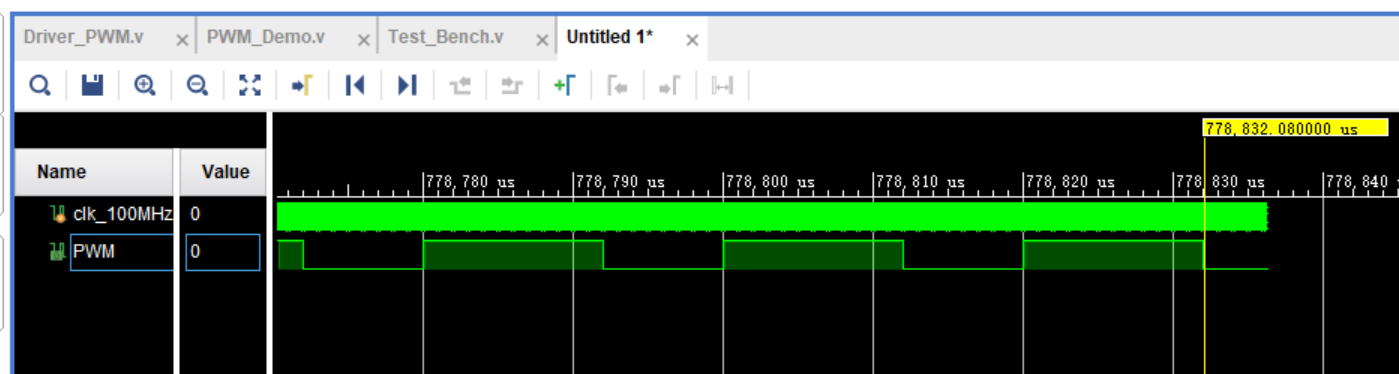 Driver_PWM.v × PWM_Demo.v × Test_Bench.v × Untitled 1* ×
778,832.080000 us
Name Value
778,780 us 778,790 us 778,800 us 778,810 us 778,820 us 778,830 us 778,840
clk_100MHz 0
PWM 0